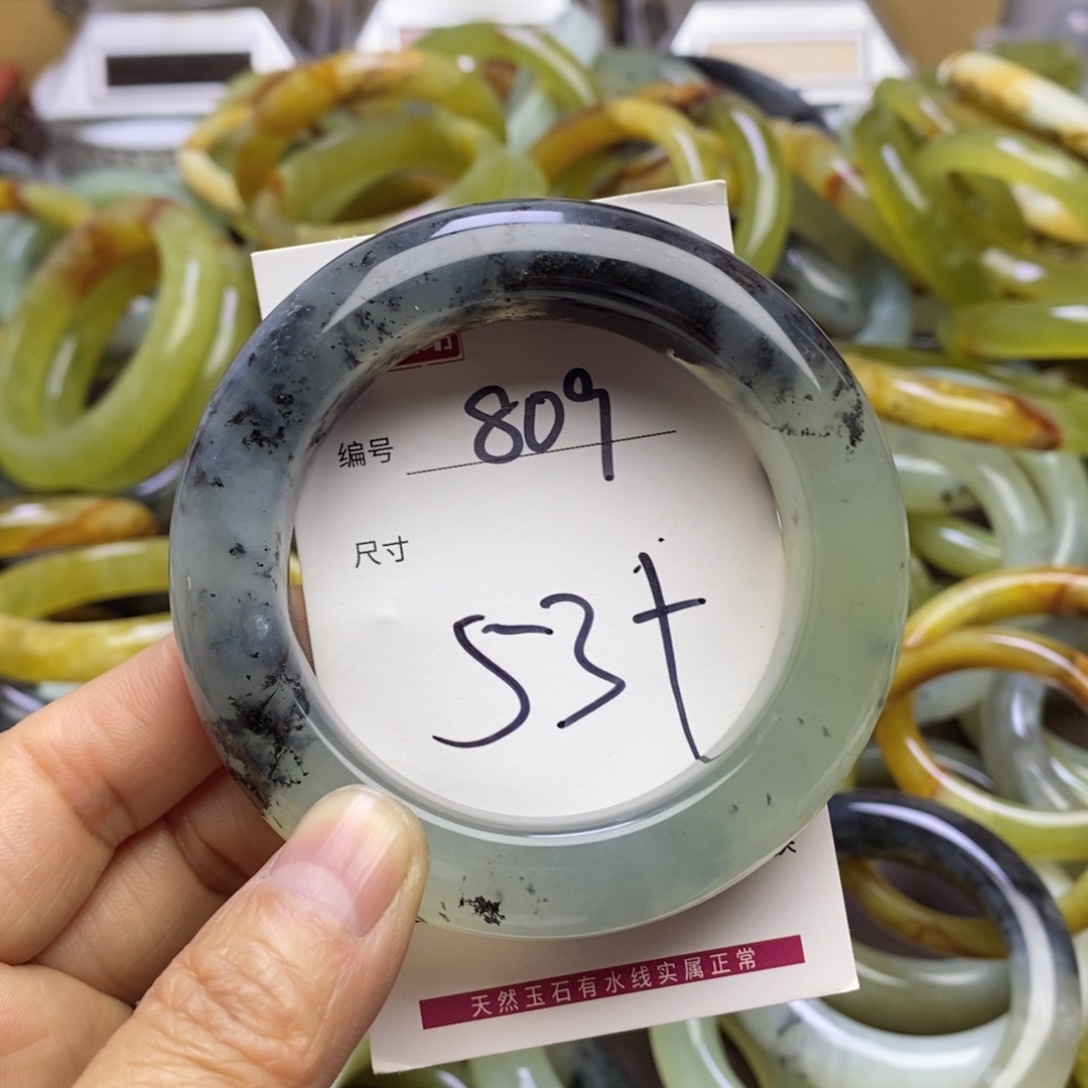 编号 809
尺寸
53+
天然玉石有水线实属正常